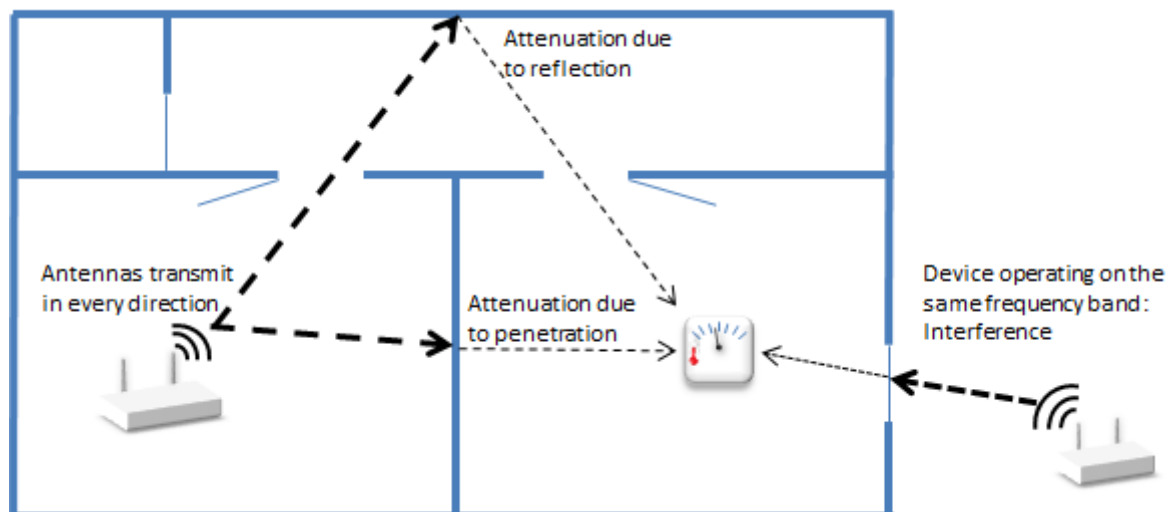 Attenuation due
to reflection
Antennas transmit
in every direction
Attenuation due
to penetration
Device operating on the
same frequency band:
Interference